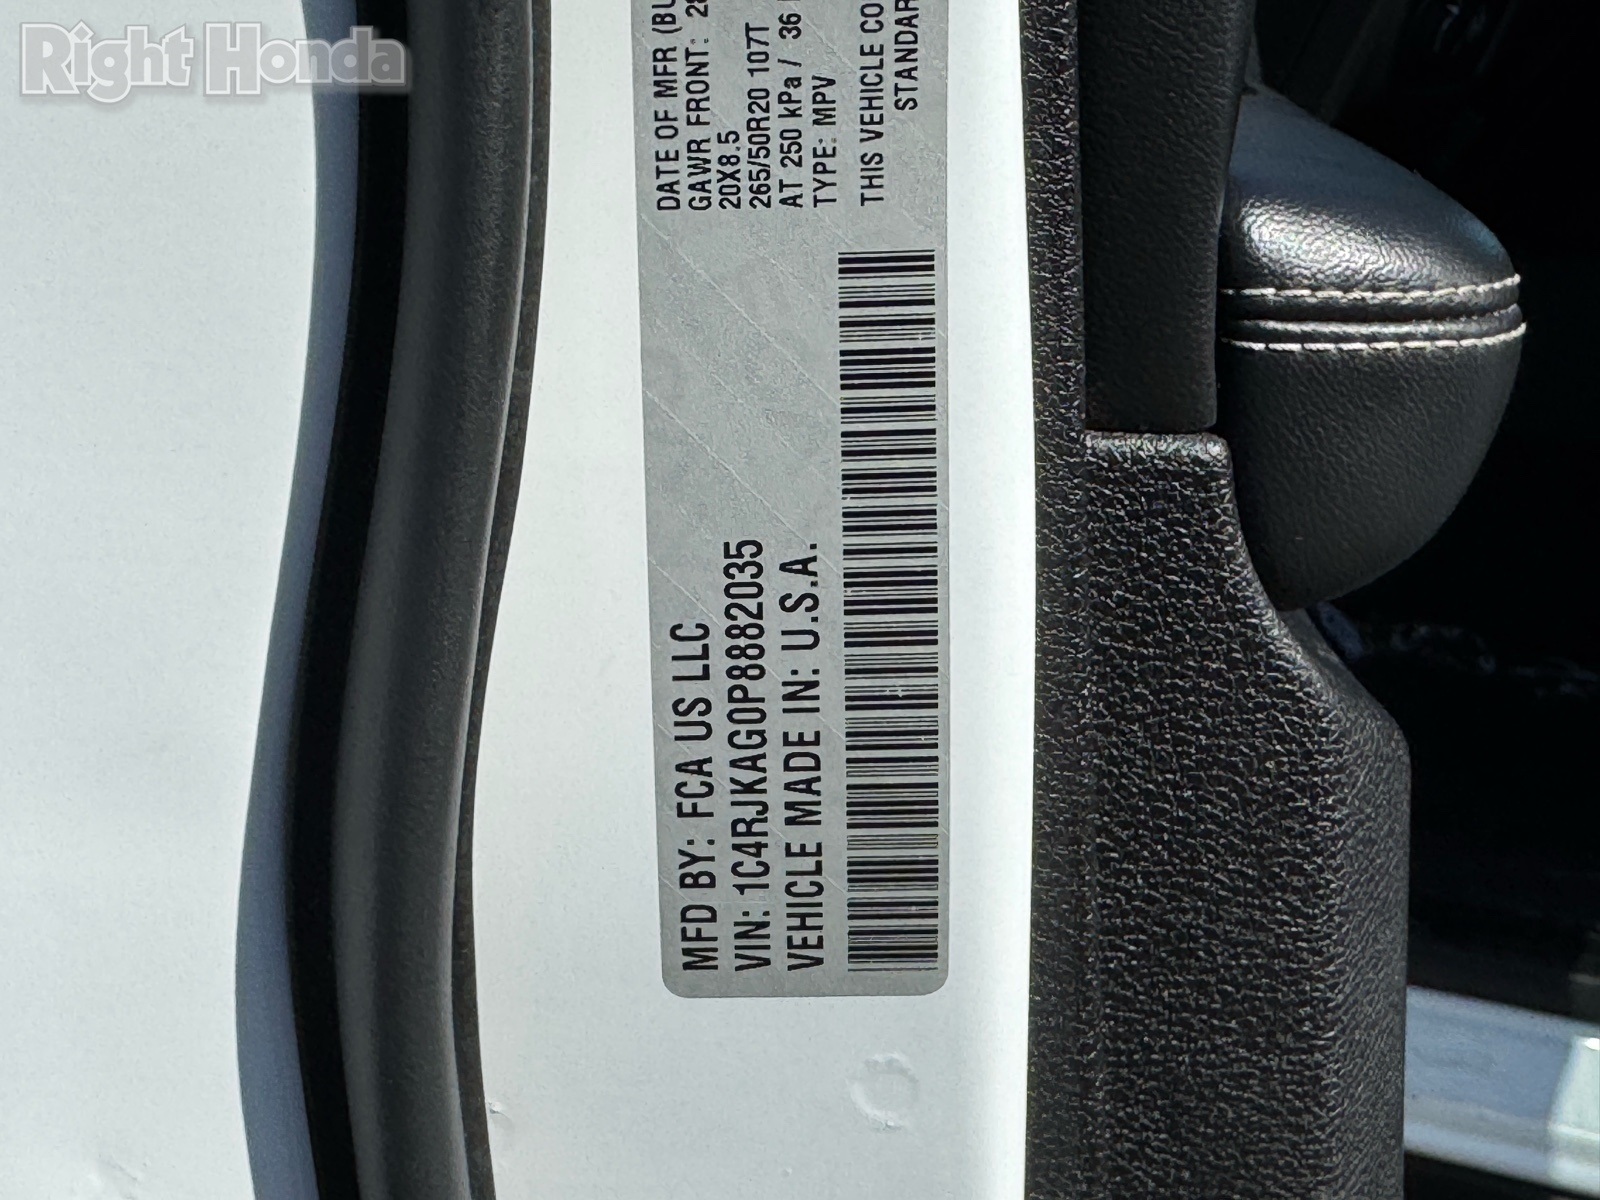 Right Honda
MFD BY: FCA US LLC
VIN: 1C4RJKAG0P8882035
VEHICLE MADE IN: U.S.A.
DATE OF MFR
GAWR FRONT:
20X8.5
265/50R20 107T
AT 250 kPa / 36
TYPE: MPV
THIS VEHICLE